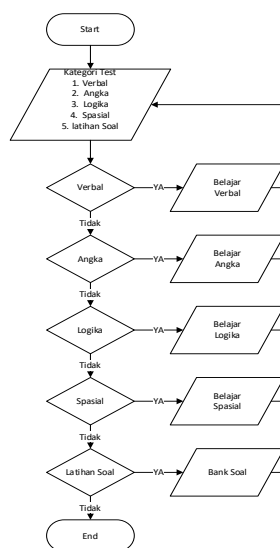 Start
Kategori Test
1. Verbal
2. Angka
3. Logika
4. Spasial
5. latihan Soal
Verbal
YA
Belajar
Verbal
Tidak
Angka
YA
Belajar
Angka
Tidak
Logika
YA
Belajar
Logika
Tidak
Spasial
YA
Belajar
Spasial
Tidak
Latihan Soal
YA
Bank Soal
Tidak
End